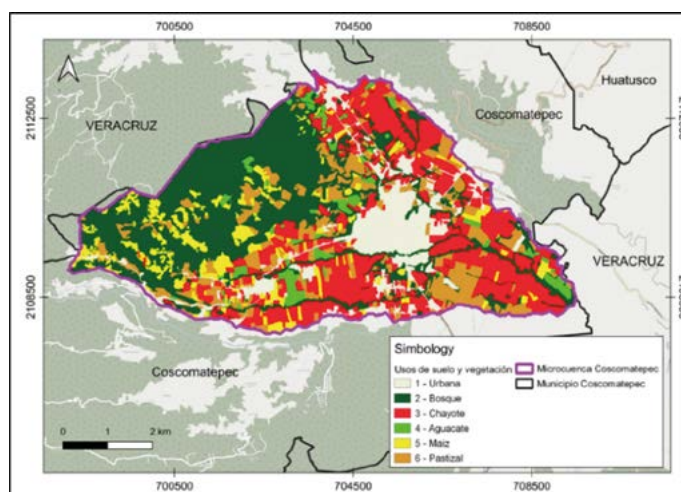 700500 704500 708500
Huatusco
2112500
Coscomatepec
VERACRUZ
VERACRUZ
2108500
Coscomatepec
Simbology
Usos de suelo y vegetación
1 - Urbana
2 - Bosque
3 - Chayote
4 - Aguacate
5 - Maiz
6 - Pastizal
Microcuenca Coscomatepec
Municipio Coscomatepec
0 1 2 km
700500 704500 708500